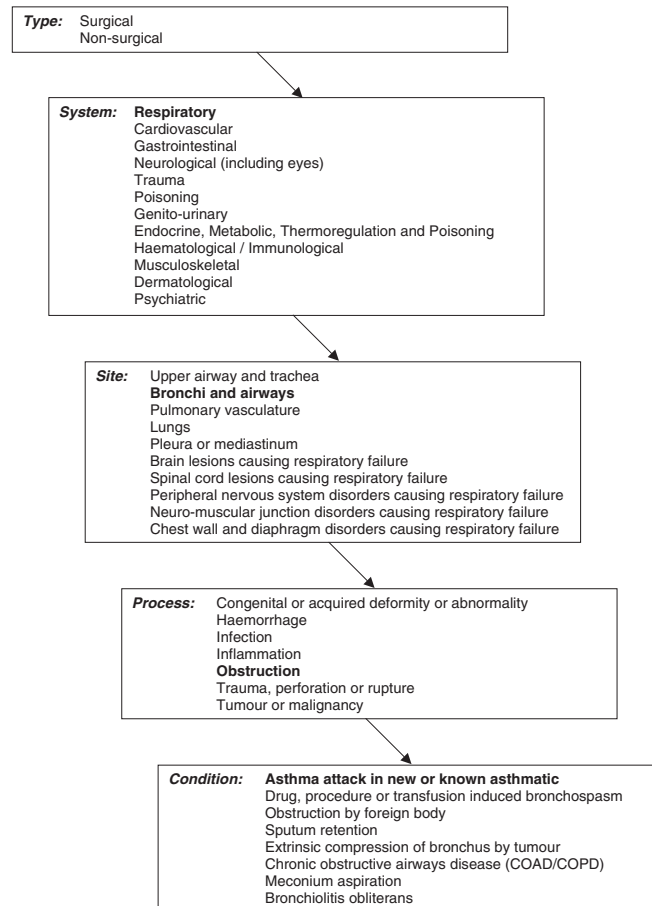 Type: Surgical
Non-surgical
System: Respiratory
Cardiovascular
Gastrointestinal
Neurological (including eyes)
Trauma
Poisoning
Genito-urinary
Endocrine, Metabolic, Thermoregulation and Poisoning
Haematological / Immunological
Musculoskeletal
Dermatological
Psychiatric
Site: Upper airway and trachea
Bronchi and airways
Pulmonary vasculature
Lungs
Pleura or mediastinum
Brain lesions causing respiratory failure
Spinal cord lesions causing respiratory failure
Peripheral nervous system disorders causing respiratory failure
Neuro-muscular junction disorders causing respiratory failure
Chest wall and diaphragm disorders causing respiratory failure
Process: Congenital or acquired deformity or abnormality
Haemorrhage
Infection
Inflammation
Obstruction
Trauma, perforation or rupture
Tumour or malignancy
Condition: Asthma attack in new or known asthmatic
Drug, procedure or transfusion induced bronchospasm
Obstruction by foreign body
Sputum retention
Extrinsic compression of bronchus by tumour
Chronic obstructive airways disease (COAD/COPD)
Meconium aspiration
Bronchiolitis obliterans